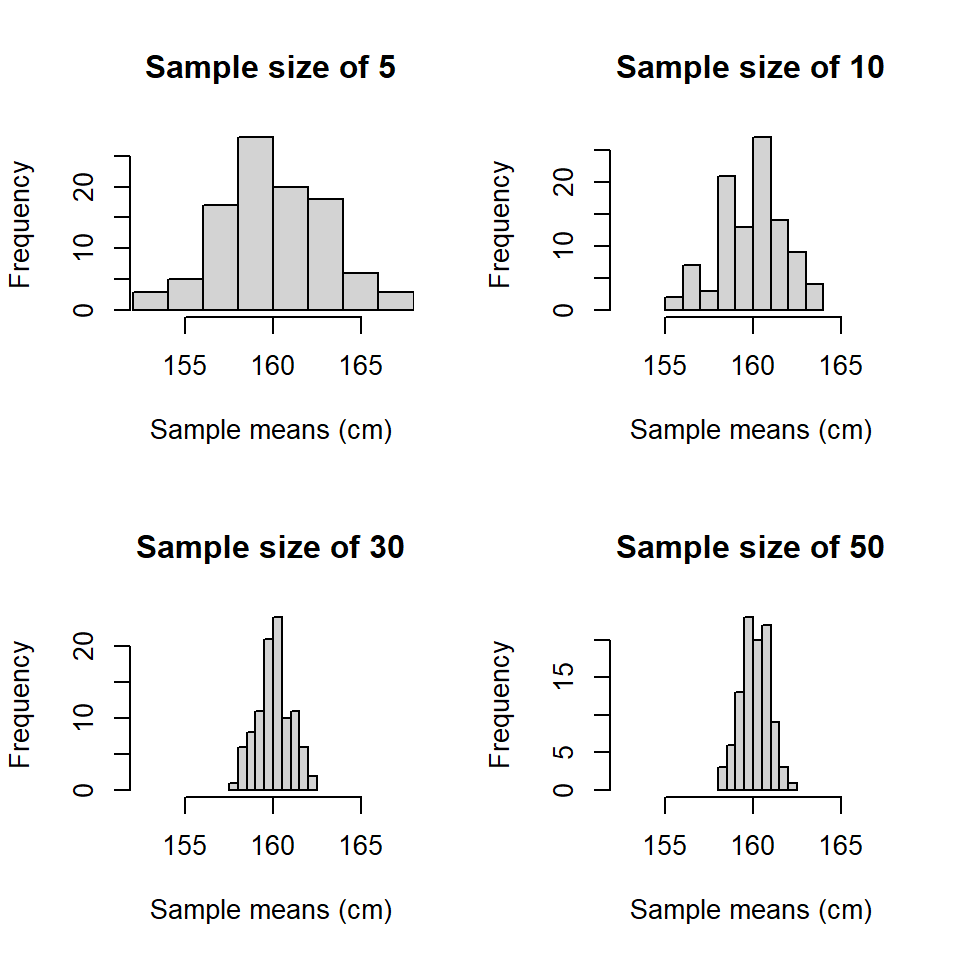 Sample size of 5
Frequency
0 10 20
155 160 165
Sample means (cm)
Sample size of 10
Frequency
0 10 20
155 160 165
Sample means (cm)
Sample size of 30
Frequency
0 10 20
155 160 165
Sample means (cm)
Sample size of 50
Frequency
0 5 15
155 160 165
Sample means (cm)